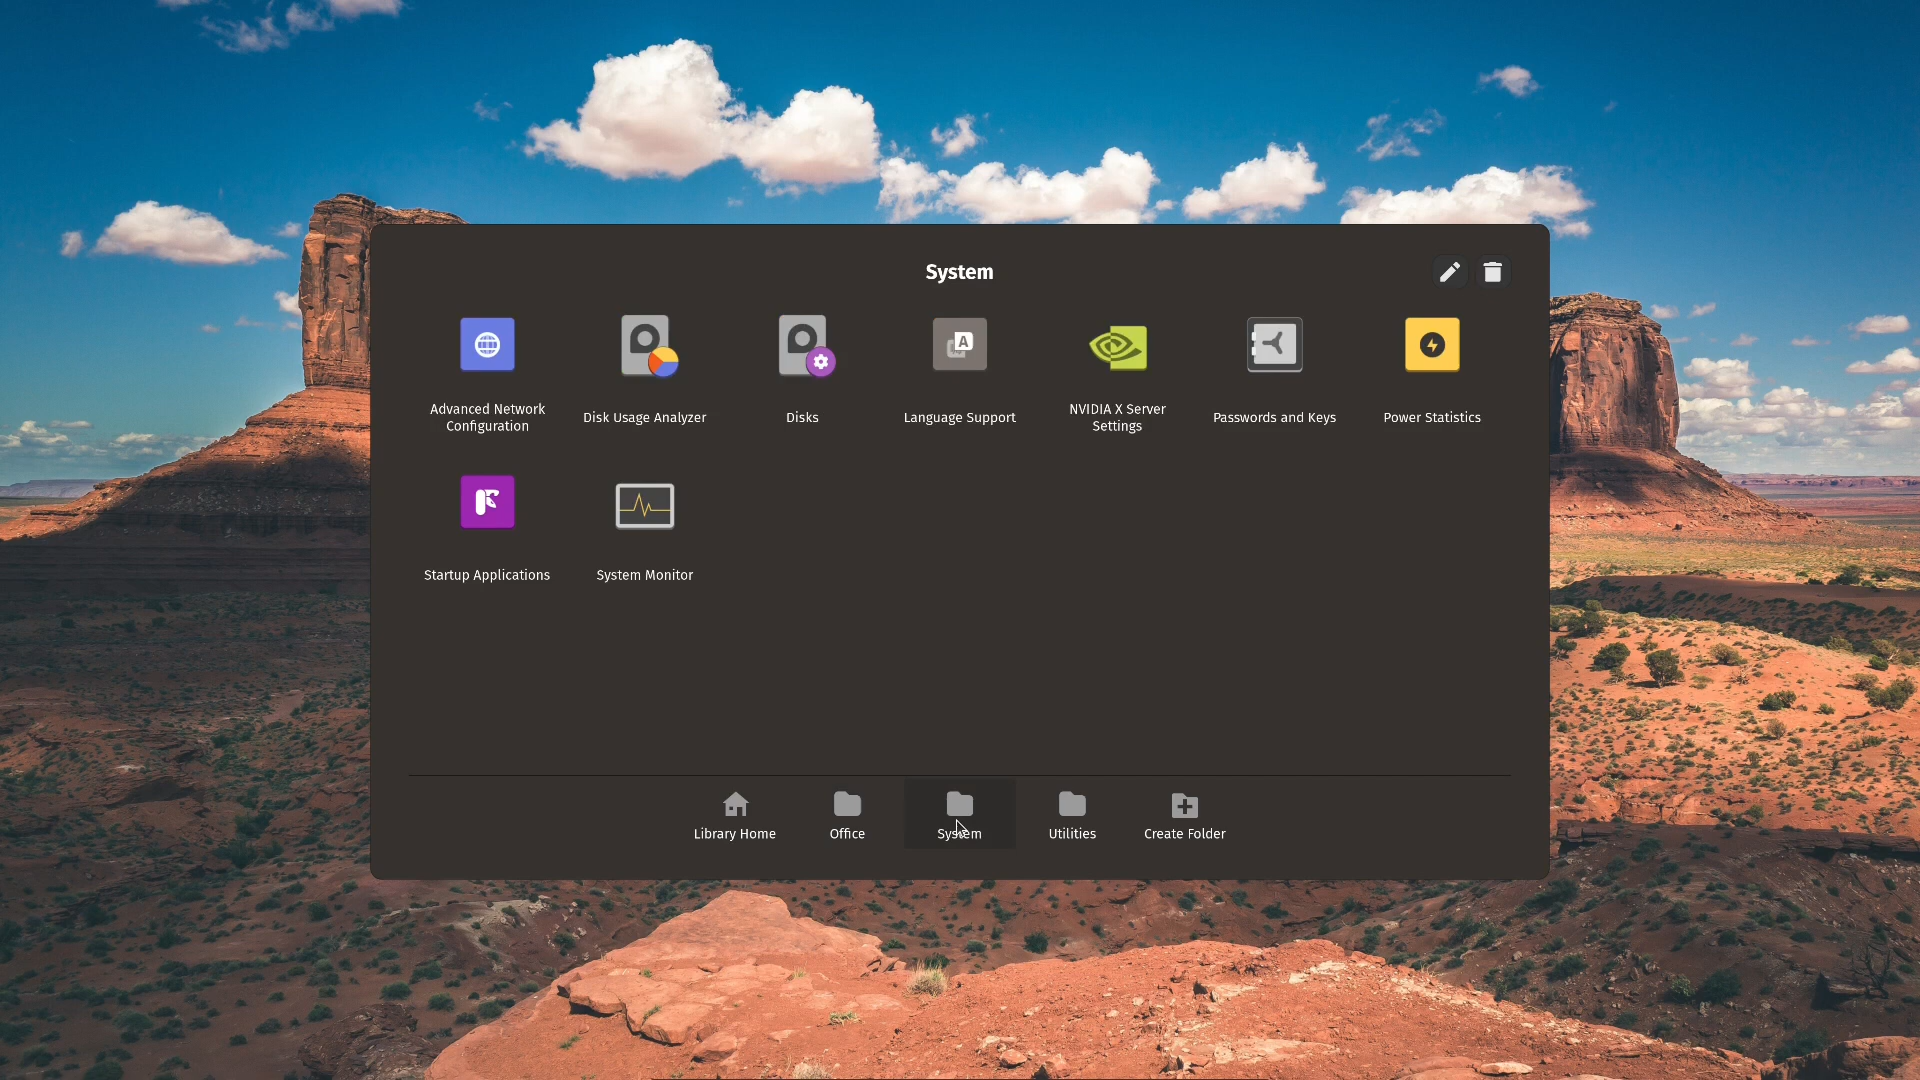 System
Advanced Network
Configuration
Disk Usage Analyzer
Disks
A
Language Support
NVIDIA X Server
Settings
Passwords and Keys
Power Statistics
Startup Applications
System Monitor
Library Home
Office
System
Utilities
Create Folder